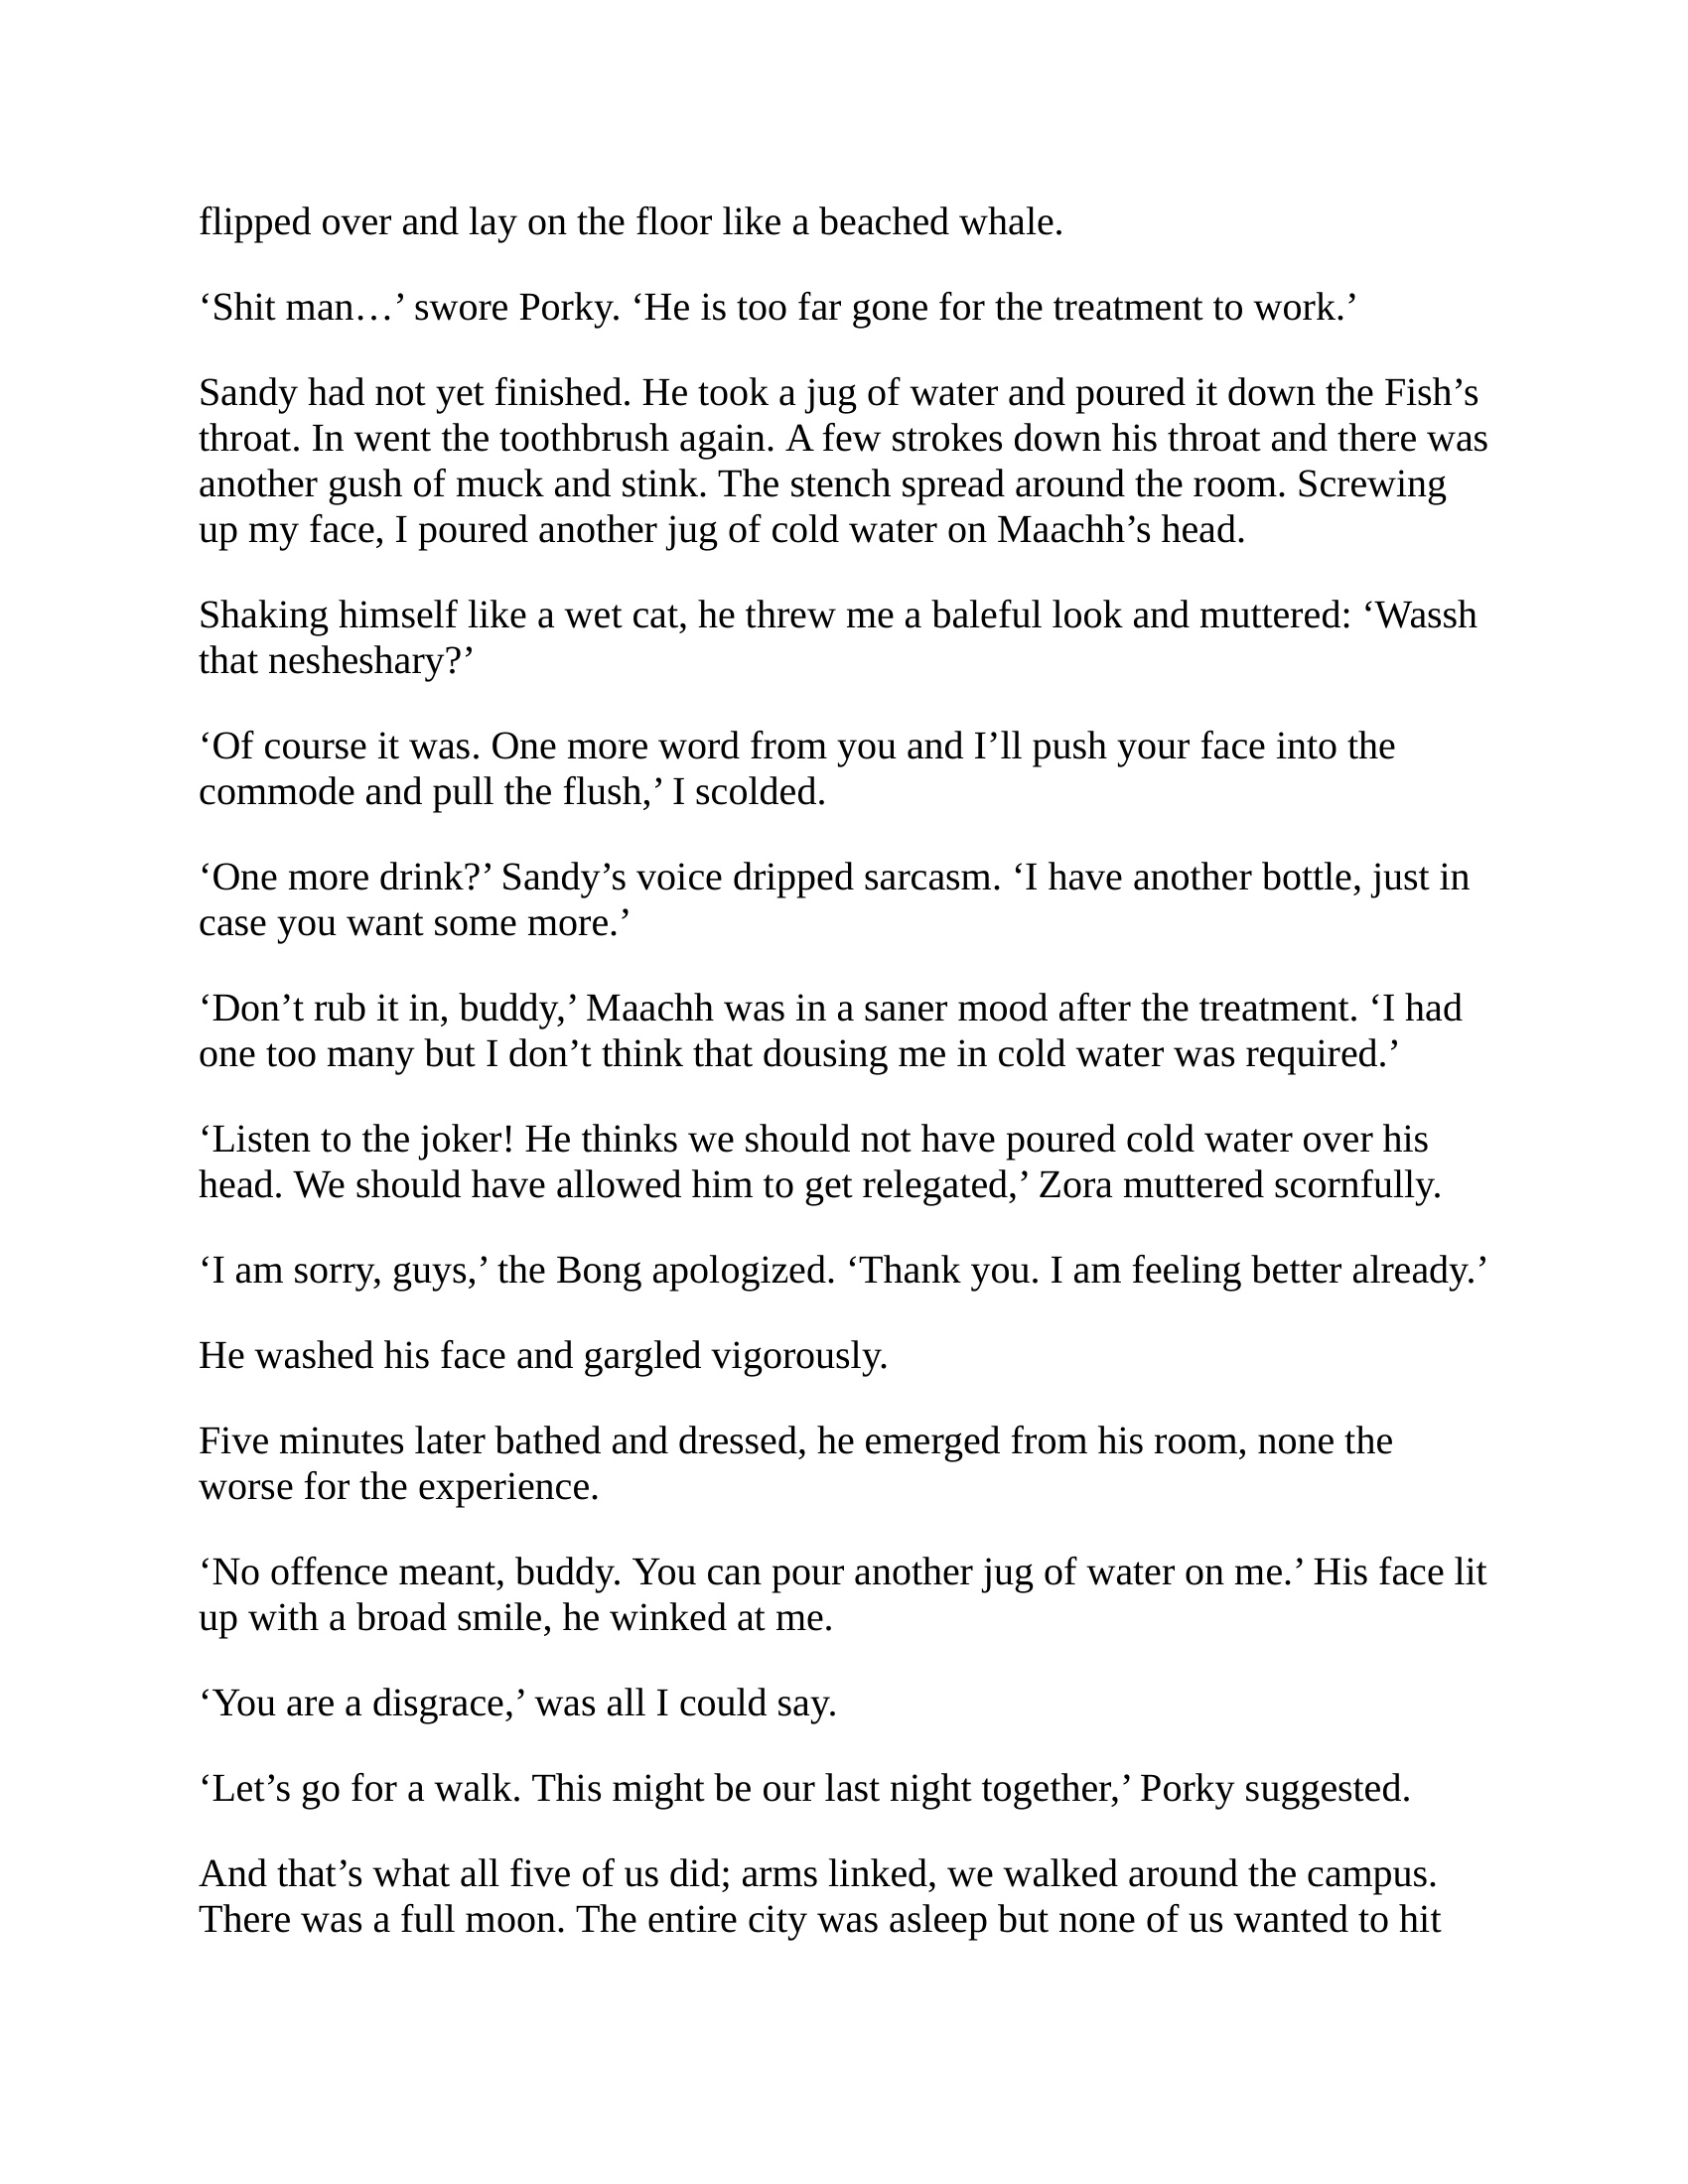 flipped over and lay on the floor like a beached whale.
‘Shit man…’ swore Porky. ‘He is too far gone for the treatment to work.’
Sandy had not yet finished. He took a jug of water and poured it down the Fish’s
throat. In went the toothbrush again. A few strokes down his throat and there was
another gush of muck and stink. The stench spread around the room. Screwing
up my face, I poured another jug of cold water on Maachh’s head.
Shaking himself like a wet cat, he threw me a baleful look and muttered: ‘Wassh
that nesheshary?’
‘Of course it was. One more word from you and I’ll push your face into the
commode and pull the flush,’ I scolded.
‘One more drink?’ Sandy’s voice dripped sarcasm. ‘I have another bottle, just in
case you want some more.’
‘Don’t rub it in, buddy,’ Maachh was in a saner mood after the treatment. ‘I had
one too many but I don’t think that dousing me in cold water was required.’
‘Listen to the joker! He thinks we should not have poured cold water over his
head. We should have allowed him to get relegated,’ Zora muttered scornfully.
‘I am sorry, guys,’ the Bong apologized. ‘Thank you. I am feeling better already.’
He washed his face and gargled vigorously.
Five minutes later bathed and dressed, he emerged from his room, none the
worse for the experience.
‘No offence meant, buddy. You can pour another jug of water on me.’ His face lit
up with a broad smile, he winked at me.
‘You are a disgrace,’ was all I could say.
‘Let’s go for a walk. This might be our last night together,’ Porky suggested.
And that’s what all five of us did; arms linked, we walked around the campus.
There was a full moon. The entire city was asleep but none of us wanted to hit